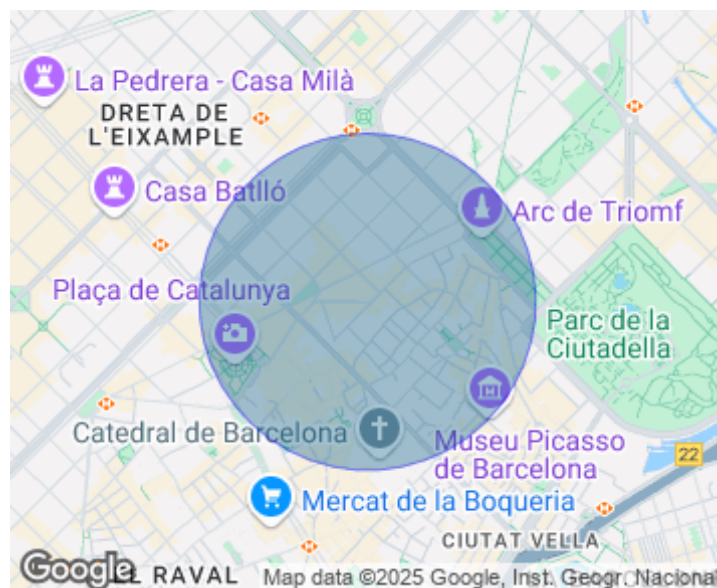 La Pedrera - Casa Milà
DRETA DE
L'EIXAMPLE
Casa Batlló
Arc de Triomf
Plaça de Catalunya
Parc de la
Ciutadella
Catedral de Barcelona
Museu Picasso
de Barcelona
22
Mercat de la Boqueria
CIUTAT VELLA
Google
EL RAVAL
Map data ©2025 Google, Inst. Geogr. Nacional